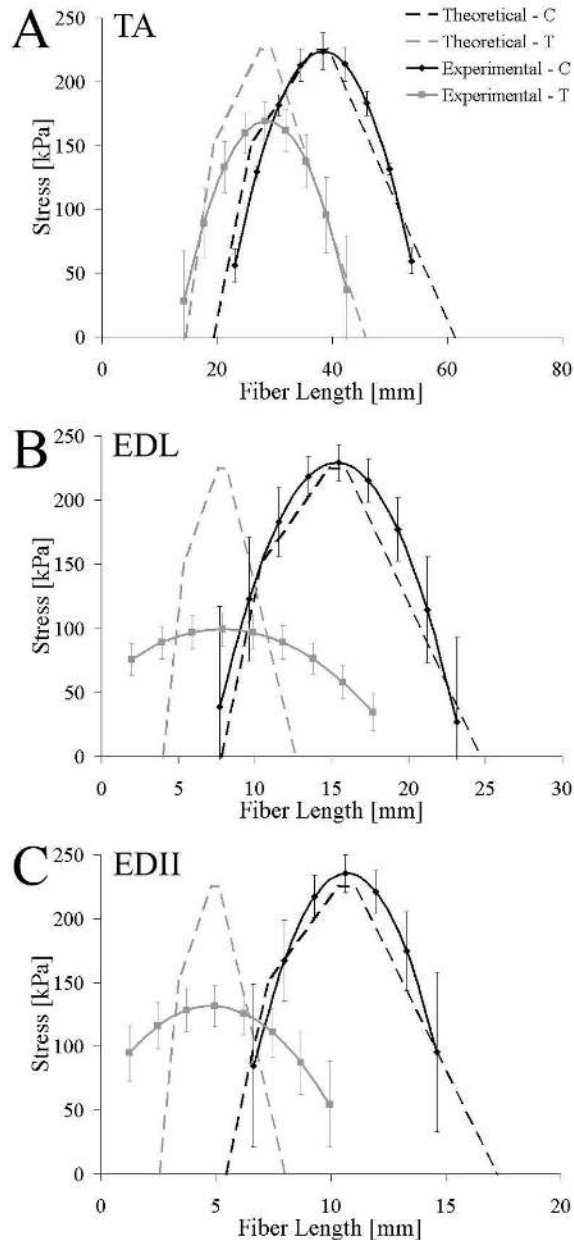 A TA
Theoretical - C
Theoretical - T
Experimental - C
Experimental - T
250
200
150
100
50
0
Stress [kPa]
0 20 40 60 80
Fiber Length [mm]
B EDL
250
200
150
100
50
0
Stress [kPa]
0 5 10 15 20 25 30
Fiber Length [mm]
C EDII
250
200
150
100
50
0
Stress [kPa]
0 5 10 15 20
Fiber Length [mm]